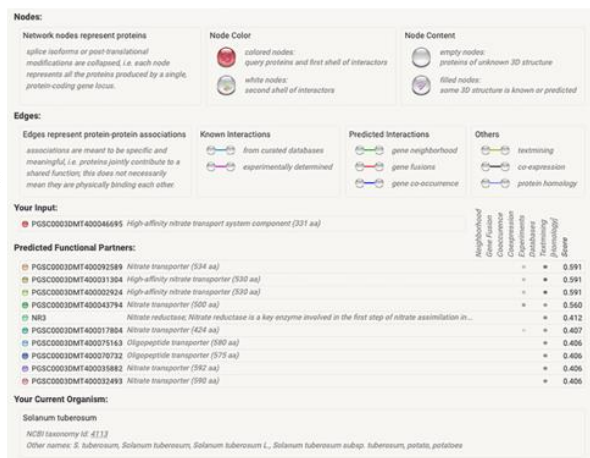 Nodes:
Network nodes represent proteins
splice isoforms or post-translational
modifications are collapsed, i.e. each node
represents all the proteins produced by a single,
protein-coding gene locus.
Node Color
colored nodes:
query proteins and first shell of interactors
white nodes:
second shell of interactors
Node Content
empty nodes:
proteins of unknown 3D structure
filled nodes:
some 3D structure is known or predicted
Edges:
Edges represent protein-protein associations
associations are meant to be specific and
meaningful, i.e. proteins jointly contribute to a
shared function; this does not necessarily
mean they are physically binding each other
Known Interactions
from curated databases
experimentally determined
Predicted Interactions
gene neighborhood
gene fusions
gene co-occurrence
Others
textmining
co-expression
protein homology
Your Input:
PGSC0003DMT400046695 High-affinity nitrate transport system component (331 aa)
Neighborhood
Gene Fusion
Cooccurence
Coexpression
Experiments
Databases
Textmining
[Homology]
Score
Predicted Functional Partners:
PGSC0003DMT400092589 Nitrate transporter (534 aa) 0.591
PGSC0003DMT400031304 High-affinity nitrate transporter (530 aa) 0.591
PGSC0003DMT400002924 High-affinity nitrate transporter (530 aa) 0.591
PGSC0003DMT400043794 Nitrate transporter (500 aa) 0.560
NR3 Nitrate reductase; Nitrate reductase is a key enzyme involved in the first step of nitrate assimilation in... 0.412
PGSC0003DMT400017804 Nitrate transporter (424 aa) 0.407
PGSC0003DMT400075163 Oligopeptide transporter (580 aa) 0.406
PGSC0003DMT400070732 Oligopeptide transporter (575 aa) 0.406
PGSC0003DMT400035882 Nitrate transporter (592 aa) 0.406
PGSC0003DMT400032493 Nitrate transporter (590 aa) 0.406
Your Current Organism:
Solanum tuberosum
NCBI taxonomy Id: 4113
Other names: S. tuberosum, Solanum tuberosum, Solanum tuberosum L., Solanum tuberosum subsp. tuberosum, potato, potatoes